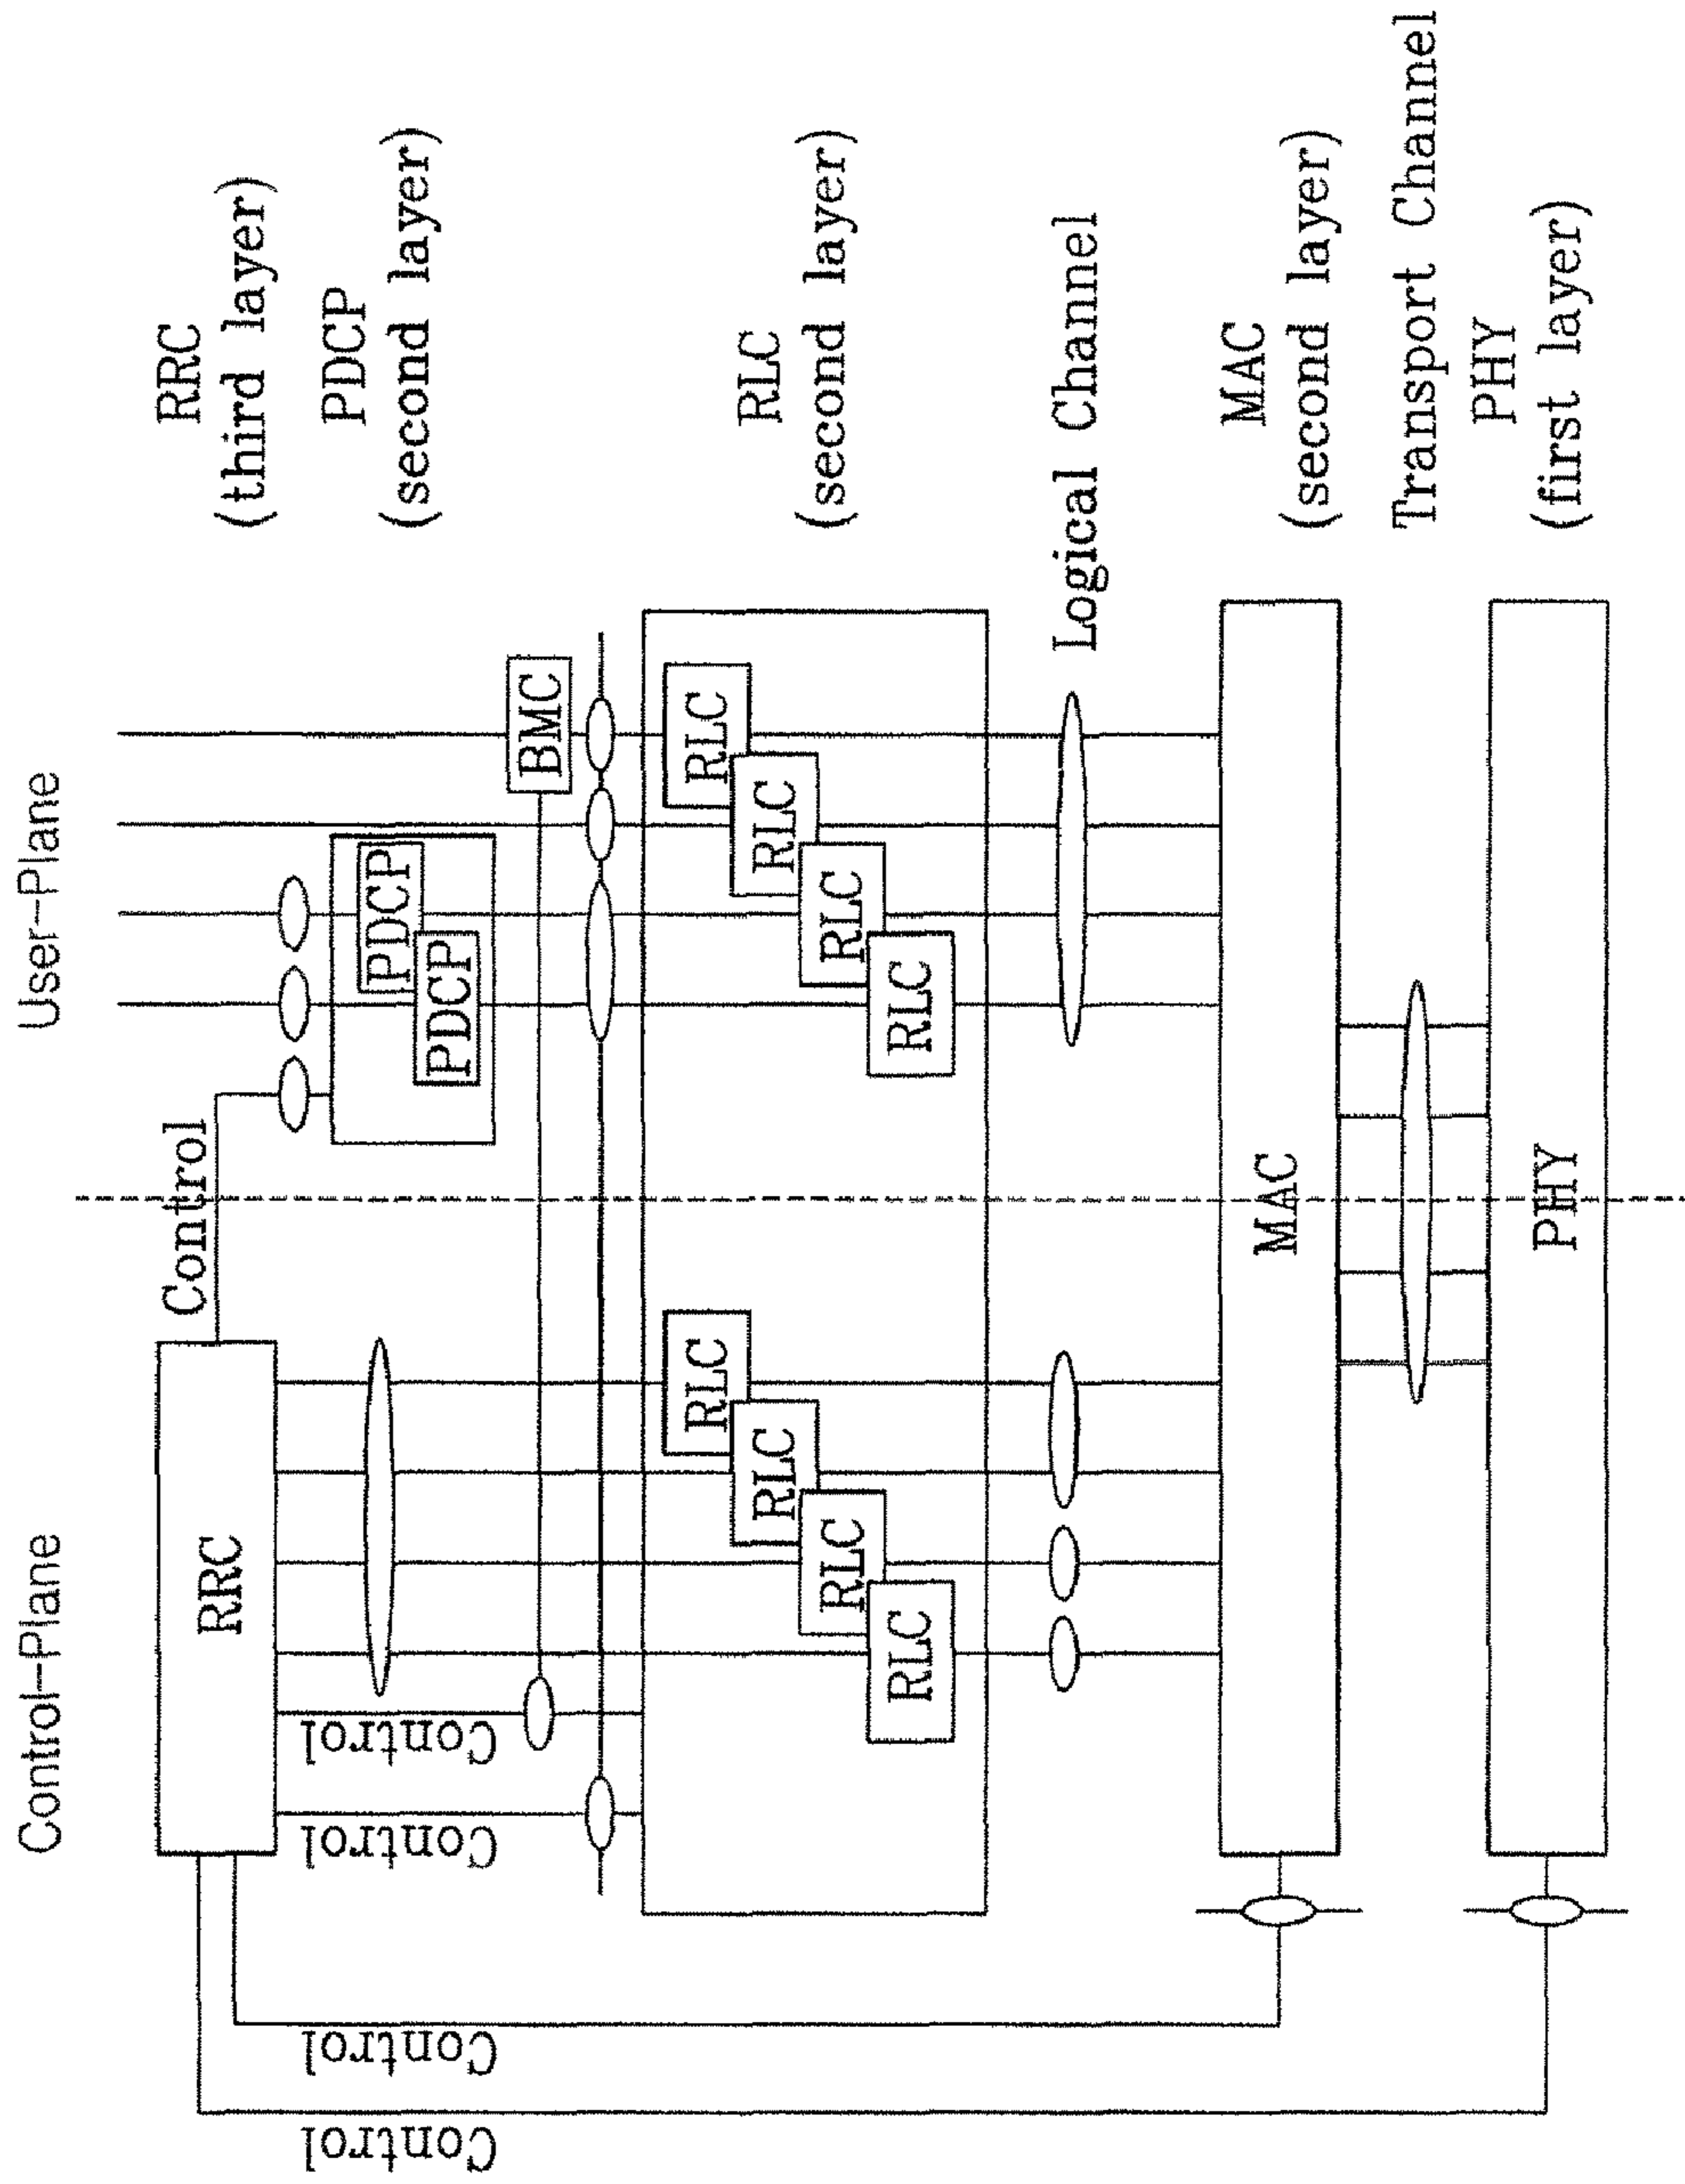 Control-Plane
User-Plane
RRC
Control
RRC
(third layer)
PDCP
PDCP
PDCP
(second layer)
Control
Control
Control
Control
BMC
RLC
RLC
RLC
RLC
RLC
RLC
RLC
RLC
RLC
(second layer)
Logical Channel
MAC
MAC
(second layer)
Transport Channel
PHY
PHY
(first layer)